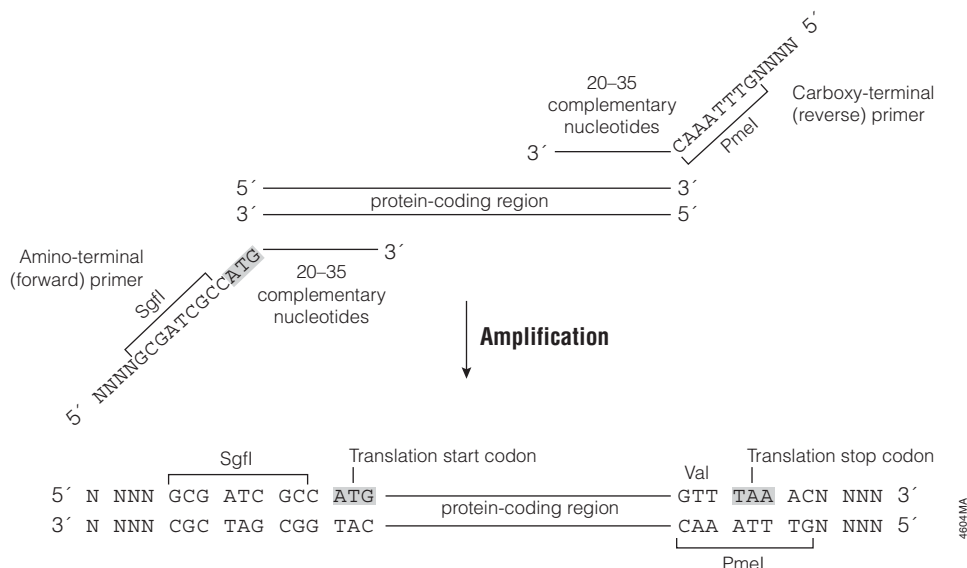 5´
CAAATTTGNNNN
PmeI
20–35
complementary
nucleotides
Carboxy-terminal
(reverse) primer
3´
5´ 3´
protein-coding region
3´ 5´
Amino-terminal
(forward) primer
3´
SgfI
NNNNGCGATCGCCATG
20–35
complementary
nucleotides
5´
Amplification
SgfI
Translation start codon
Val
Translation stop codon
5´ N NNN GCG ATC GCC ATG GTT TAA ACN NNN 3´
protein-coding region
3´ N NNN CGC TAG CGG TAC CAA ATT TGN NNN 5´
PmeI
4604MA